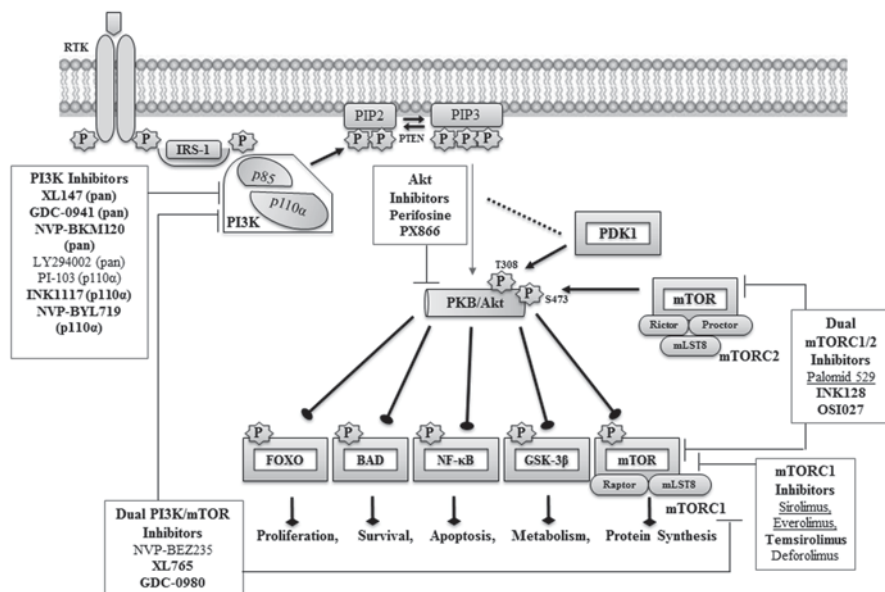 RTK
P
P
IRS-1
P
PIP2
PIP3
PTEN
P P
P P P
PI3K Inhibitors
XL147 (pan)
GDC-0941 (pan)
NVP-BKM120
(pan)
LY294002 (pan)
PI-103 (p110α)
INK1117 (p110α)
NVP-BYL719
(p110α)
p85
p110α
PI3K
Akt
Inhibitors
Perifosine
PX866
PDK1
T308
P
P
S473
PKB/Akt
mTOR
Rictor
Proctor
mLST8
mTORC2
Dual
mTORC1/2
Inhibitors
Palomid 529
INK128
OSI027
P
FOXO
P
BAD
P
NF-κB
P
GSK-3β
P
mTOR
Raptor
mLST8
mTORC1
mTORC1
Inhibitors
Sirolimus,
Everolimus,
Temsirolimus
Deforolimus
Dual PI3K/mTOR
Inhibitors
NVP-BEZ235
XL765
GDC-0980
Proliferation, Survival, Apoptosis, Metabolism, Protein Synthesis